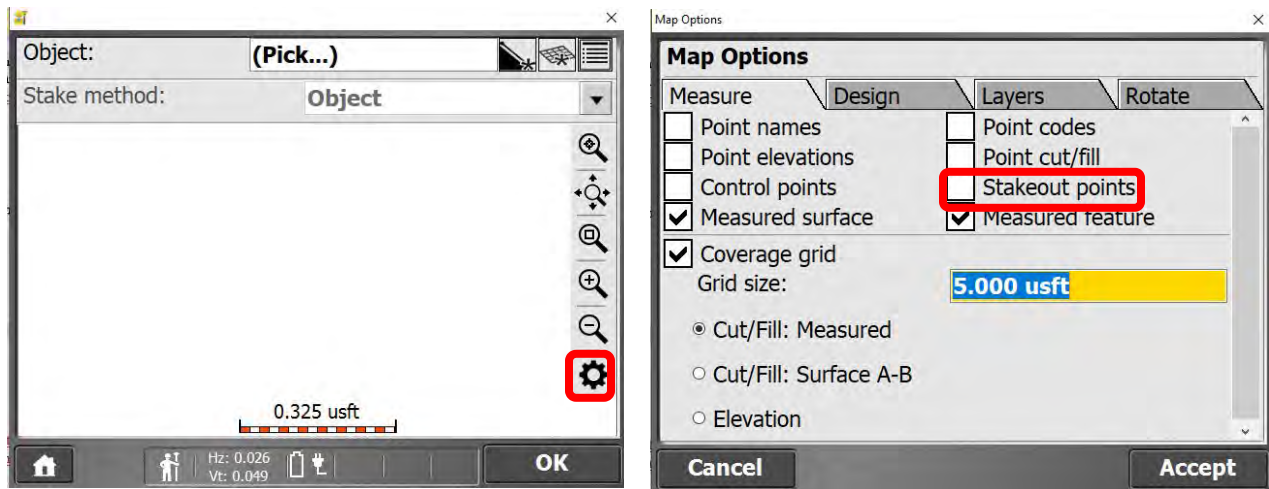 Object:
(Pick...)
Stake method:
Object
0.325 usft
Hz: 0.026
Vt: 0.049
OK
Map Options
Map Options
Measure
Design
Layers
Rotate
Point names
Point codes
Point elevations
Point cut/fill
Control points
Stakeout points
Measured surface
Measured feature
Coverage grid
Grid size:
5.000 usft
Cut/Fill: Measured
Cut/Fill: Surface A-B
Elevation
Cancel
Accept